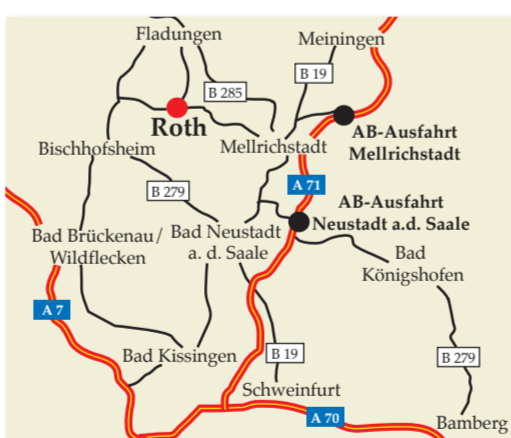 Fladungen
Meiningen
B 19
B 285
Roth
AB-Ausfahrt
Mellrichstadt
Bischhofsheim
Mellrichstadt
B 279
A 71
AB-Ausfahrt
Neustadt a.d. Saale
Bad Brückenau/
Wildflecken
Bad Neustadt
a. d. Saale
Bad
Königshofen
A 7
Bad Kissingen
B 19
B 279
Schweinfurt
A 70
Bamberg